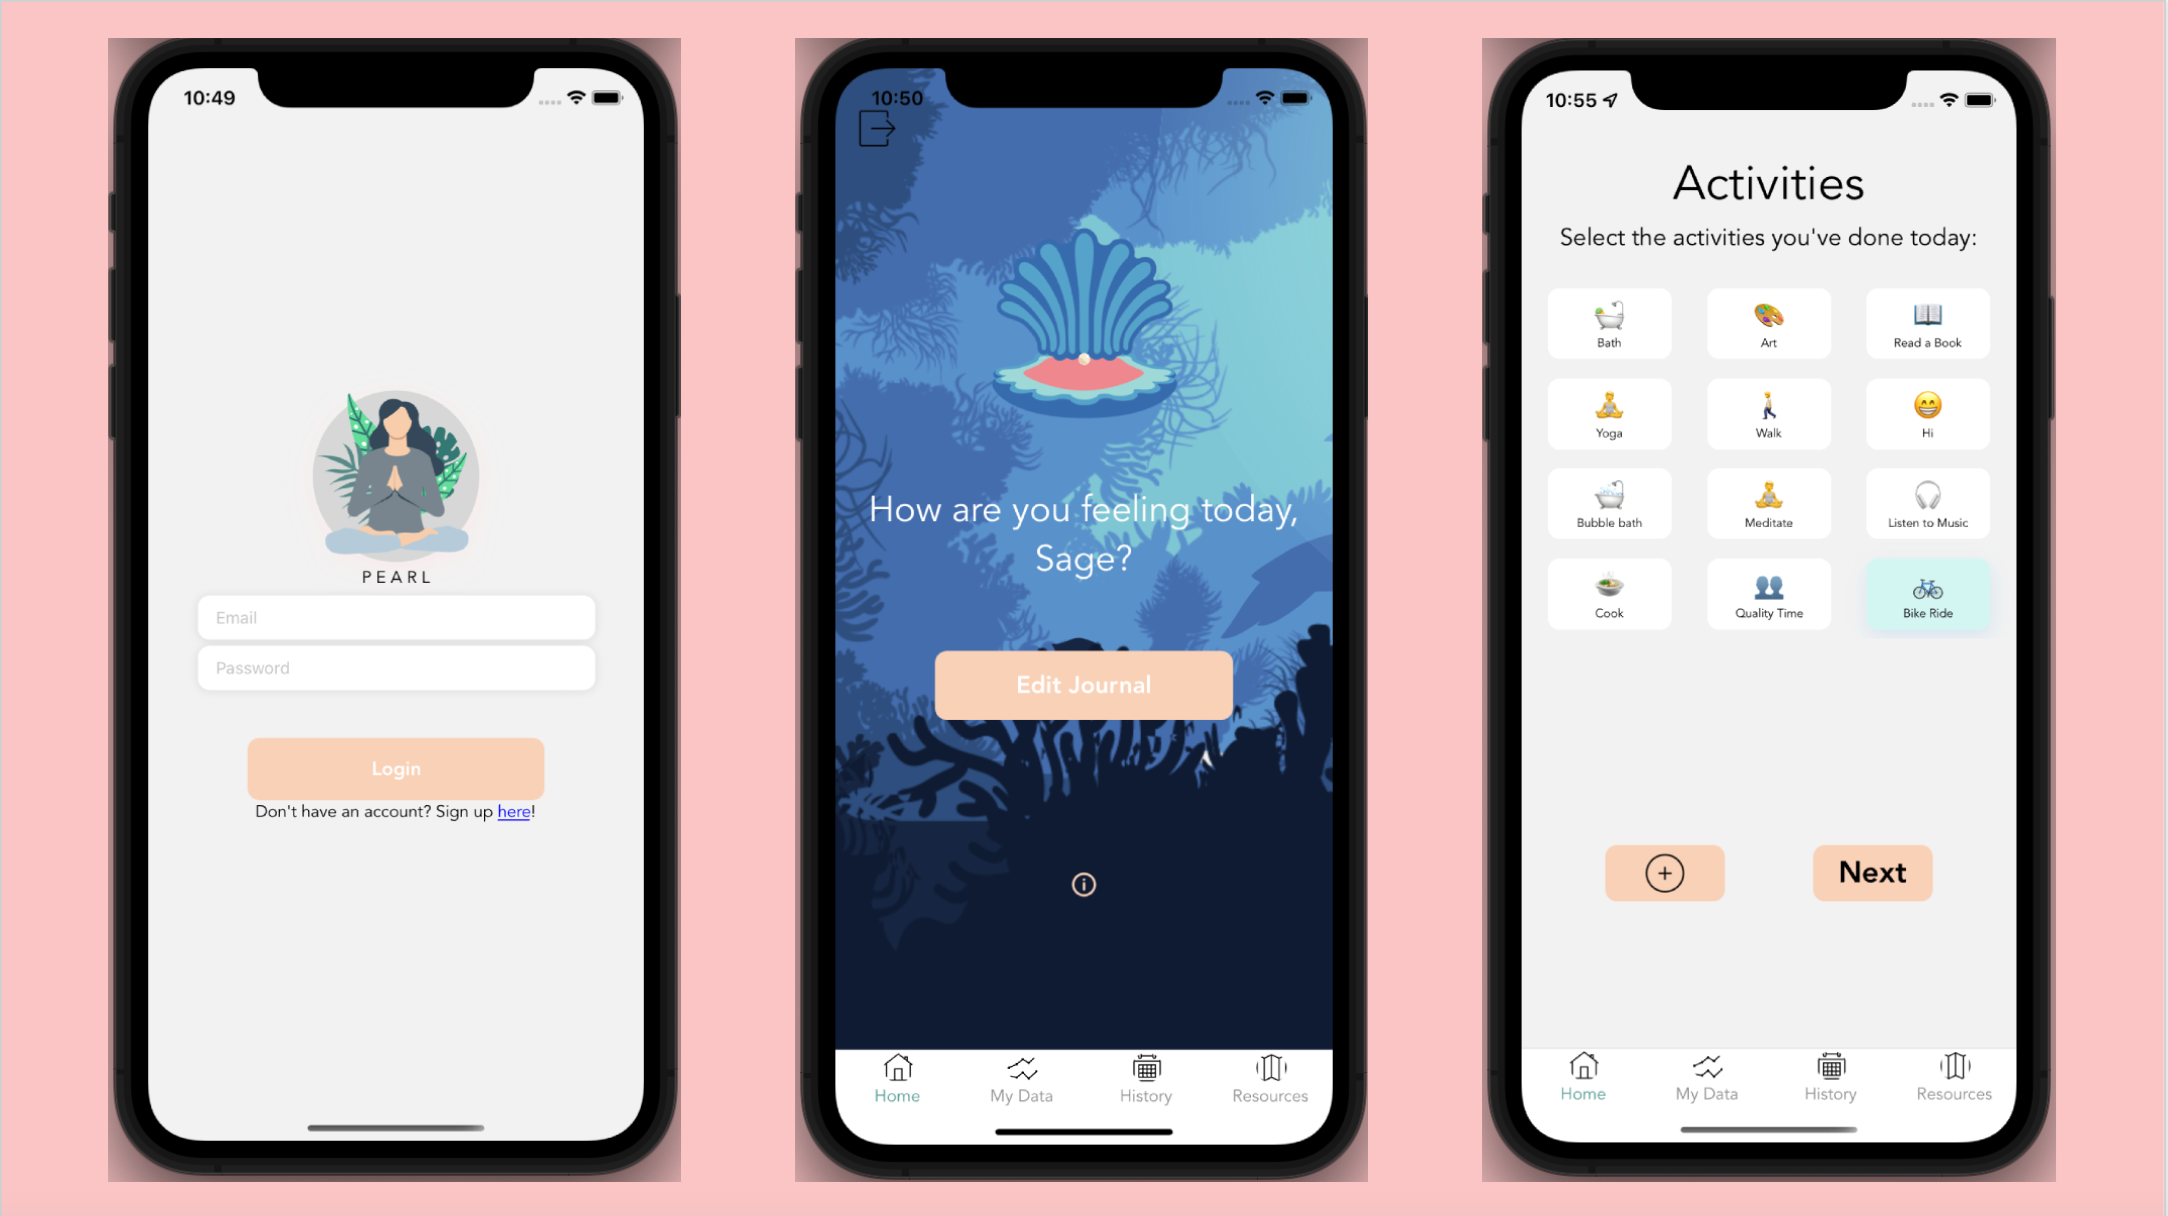 10:49
PEARL
Email
Password
Login
Don't have an account? Sign up here!
10:50
How are you feeling today,
Sage?
Edit Journal
Home
My Data
History
Resources
10:55
Activities
Select the activities you've done today:
Bath
Art
Read a Book
Yoga
Walk
Hi
Bubble bath
Meditate
Listen to Music
Cook
Quality Time
Bike Ride
Next
Home
My Data
History
Resources